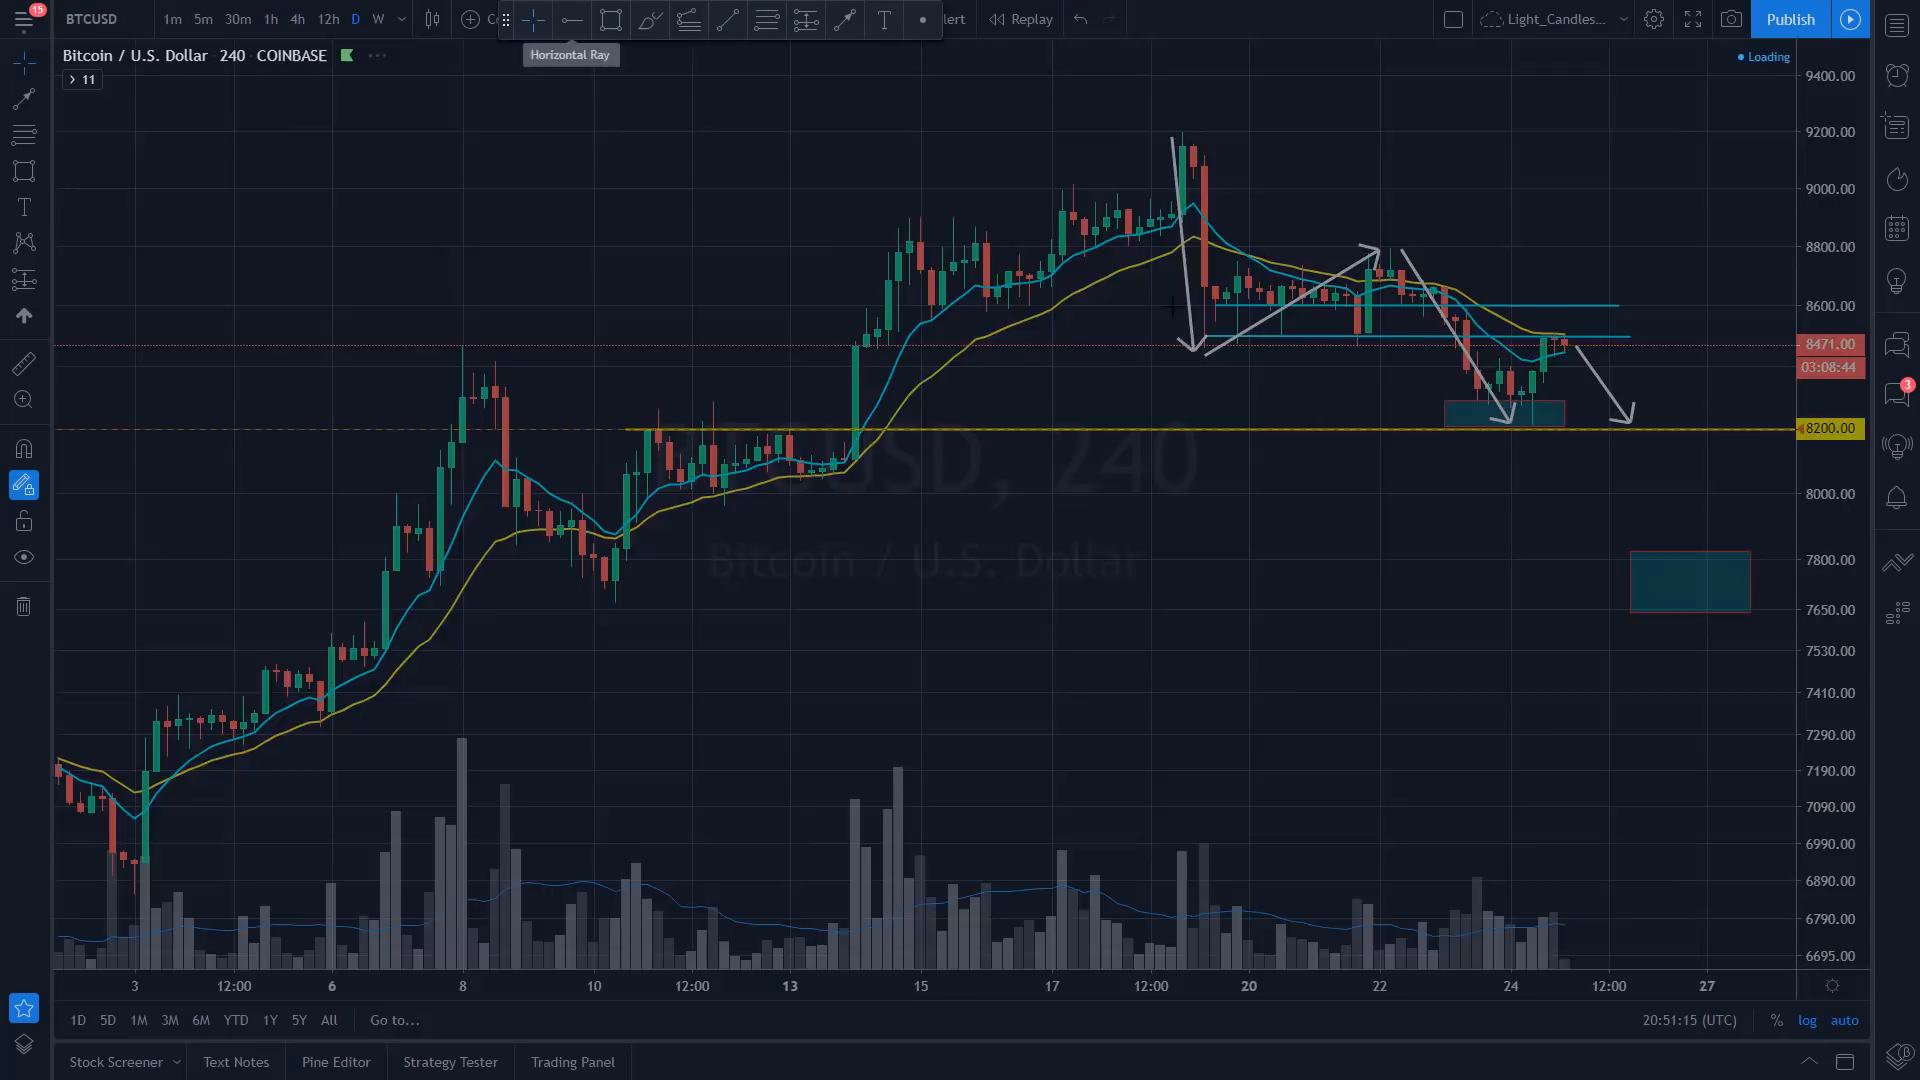 15
BTCUSD 1m 5m 30m 1h 4h 12h D W Co lert Replay Light_Candles... Publish
Horizontal Ray
Bitcoin / U.S. Dollar 240 COINBASE
11
Loading
9400.00
9200.00
9000.00
8800.00
8600.00
8471.00
03:08:44
3
8200.00
BTCUSD, 240
Bitcoin / U.S. Dollar
8000.00
7800.00
7650.00
7530.00
7410.00
7290.00
7190.00
7090.00
6990.00
6890.00
6790.00
6695.00
3 12:00 6 8 10 12:00 13 15 17 12:00 20 22 24 12:00 27
1D 5D 1M 3M 6M YTD 1Y 5Y All Go to... 20:51:15 (UTC) % log auto
Stock Screener Text Notes Pine Editor Strategy Tester Trading Panel